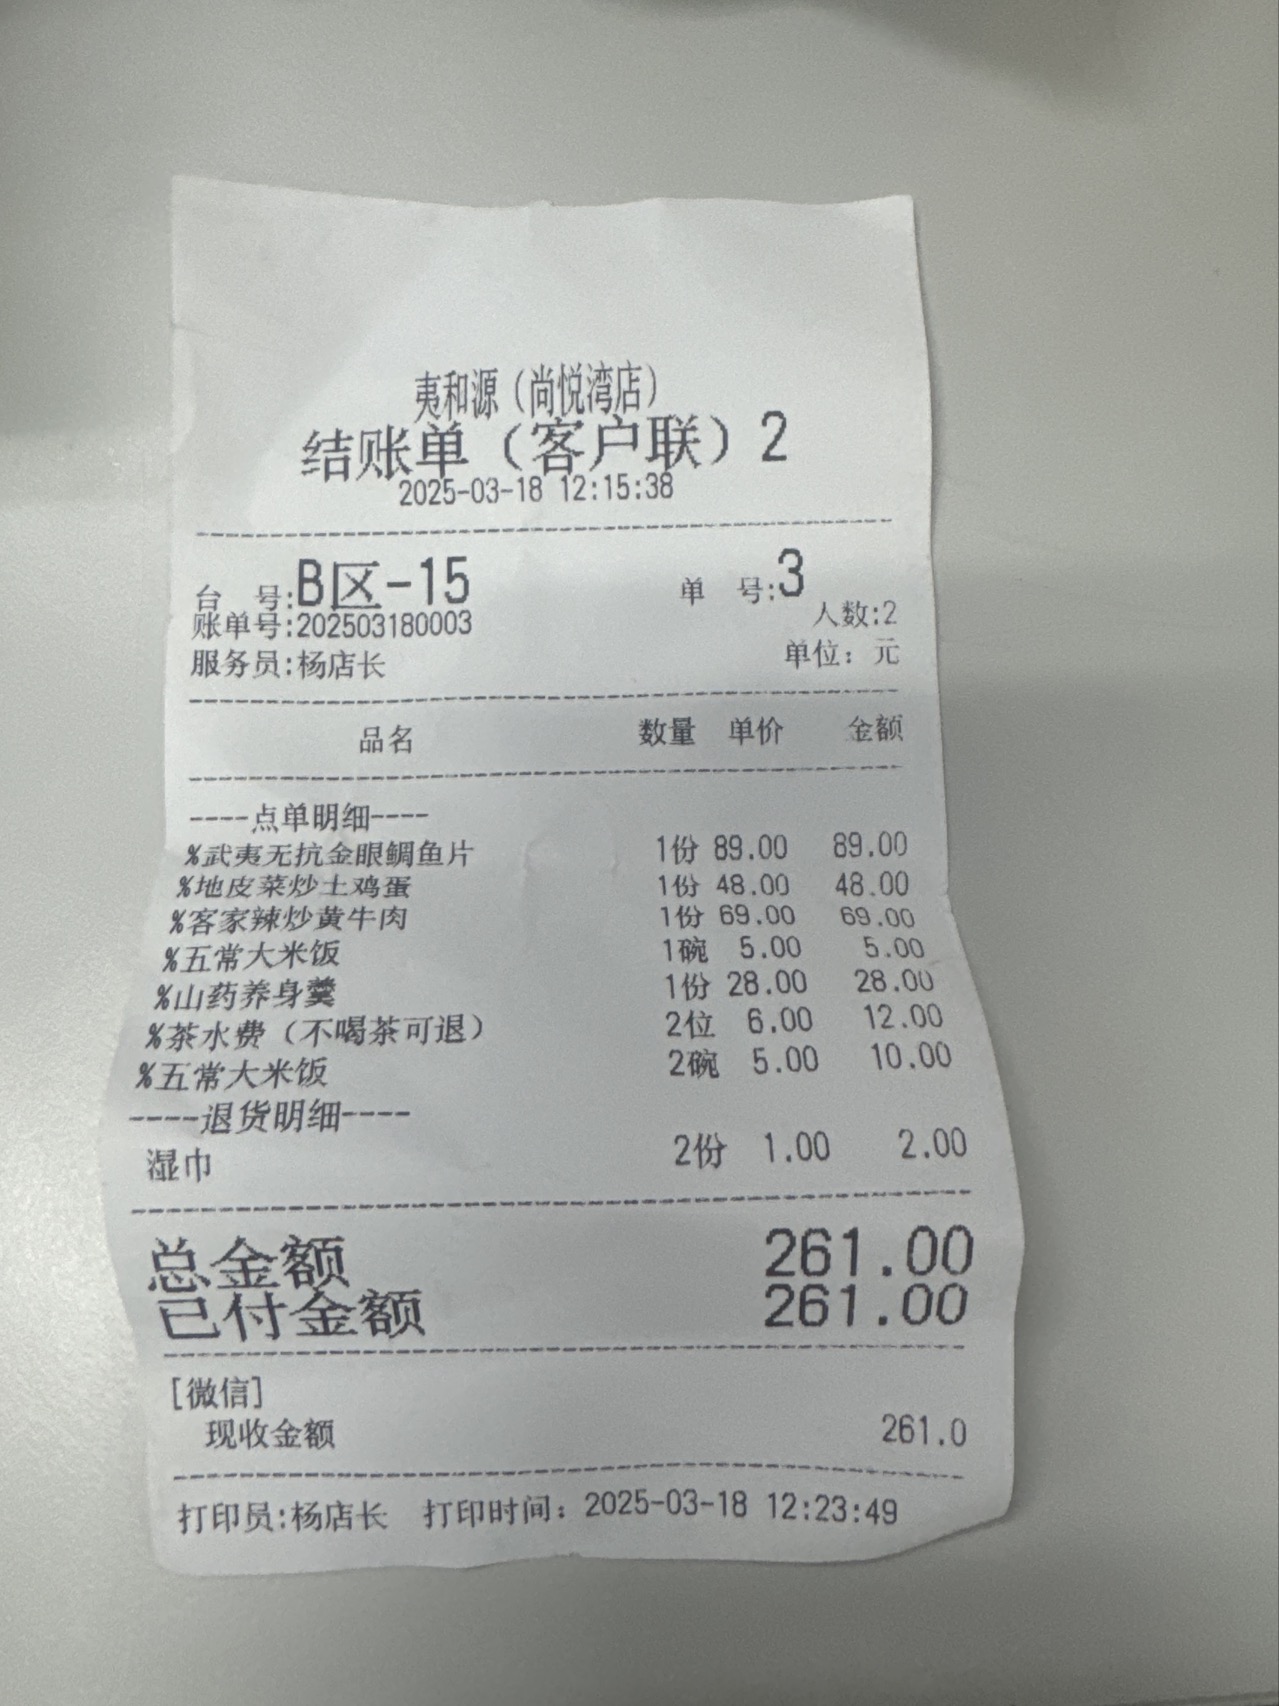 夷和源（尚悦湾店）
结账单（客户联）2
2025-03-18 12:15:38
台 号:B区-15 单 号:3
账单号:202503180003 人数:2
服务员:杨店长 单位：元
品名 数量 单价 金额
----点单明细----
%武夷无抗金眼鲷鱼片 1份 89.00 89.00
%地皮菜炒土鸡蛋 1份 48.00 48.00
%客家辣炒黄牛肉 1份 69.00 69.00
%五常大米饭 1碗 5.00 5.00
%山药养身羹 1份 28.00 28.00
%茶水费（不喝茶可退） 2位 6.00 12.00
%五常大米饭 2碗 5.00 10.00
----退货明细----
湿巾 2份 1.00 2.00
总金额 261.00
已付金额 261.00
[微信]
现收金额 261.0
打印员:杨店长 打印时间：2025-03-18 12:23:49